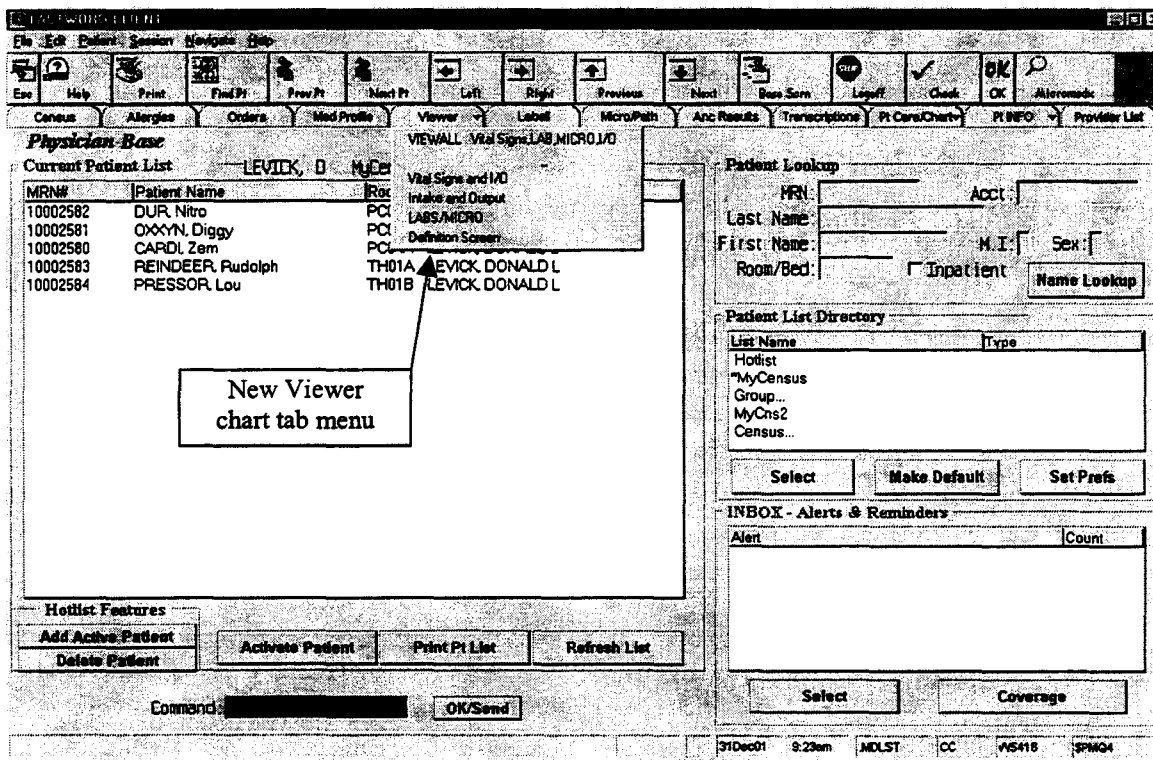 LASTWORD CLIENT
File Edit Patient Session Navigate Help
Esc Help Print Find Pt Prev Pt Next Pt Left Right Previous Next Base Scrn Logoff Check OK Micromedx
Census Allergies Orders Med Profile Viewer Labs Micro/Path Anc Results Transcriptions Pt Care/Chart Pt INFO Provider List
Physician Base
Current Patient List LEVICK, D MyCen
MRN# Patient Name
10002582 DUR, Nitro
10002581 OXXYN, Diggy
10002580 CARDI, Zem
10002583 REINDEER, Rudolph TH01A LEVICK, DONALD L
10002584 PRESSOR, Lou TH01B LEVICK, DONALD L
VIEWALL Vital Signs,LAB,MICRO,I/O
Vital Signs and I/O
Intake and Output
LABS/MICRO
Definition Screen
New Viewer
chart tab menu
Hotlist Features
Add Active Patient
Delete Patient
Activate Patient Print Pt List Refresh List
Command: OK/Send
Patient Lookup
MRN: Acct:
Last Name:
First Name: M.I: Sex:
Room/Bed: Inpatient Name Lookup
Patient List Directory
List Name Type
Hotlist
*MyCensus
Group...
MyCns2
Census...
Select Make Default Set Prefs
INBOX - Alerts & Reminders
Alert Count
Select Coverage
31Dec01 9:23am .MDLST CC $PMQ4